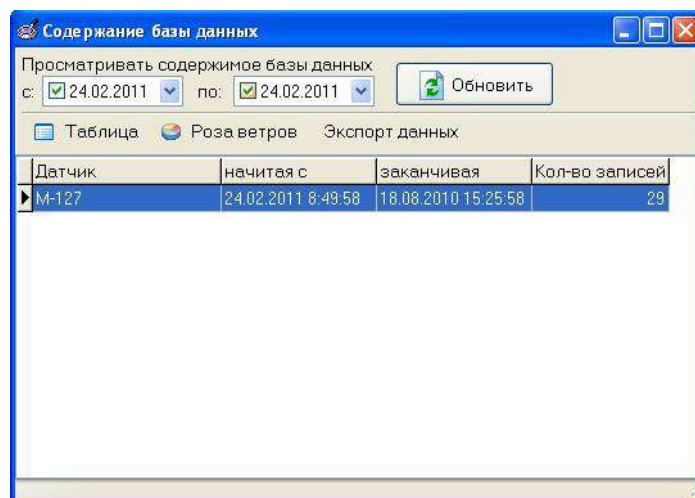 Содержание базы данных
Просматривать содержимое базы данных
с: 24.02.2011 по: 24.02.2011 Обновить
Таблица Роза ветров Экспорт данных
Датчик начитая с заканчивая Кол-во записей
М-127 24.02.2011 8:49:58 18.08.2010 15:25:58 29